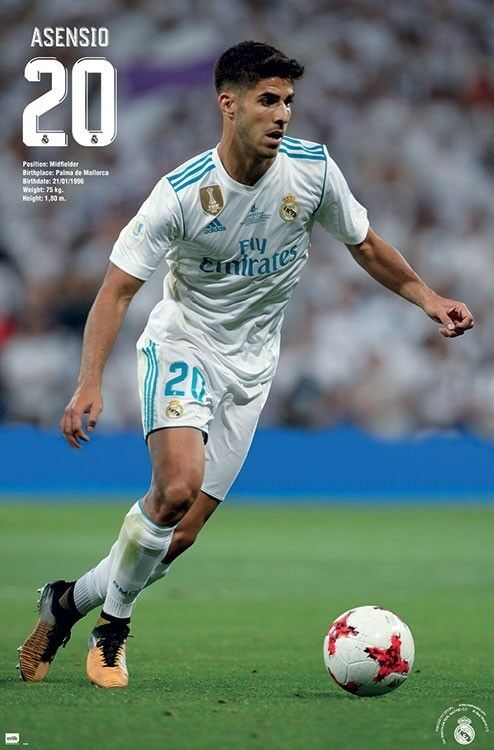 ASENSIO
20
Position: Midfielder
Birthplace: Palma de Mallorca
Birthdate: 21/01/1996
Weight: 75 kg.
Height: 1,80 m.
adidas
Fly
Emirates
20
erik